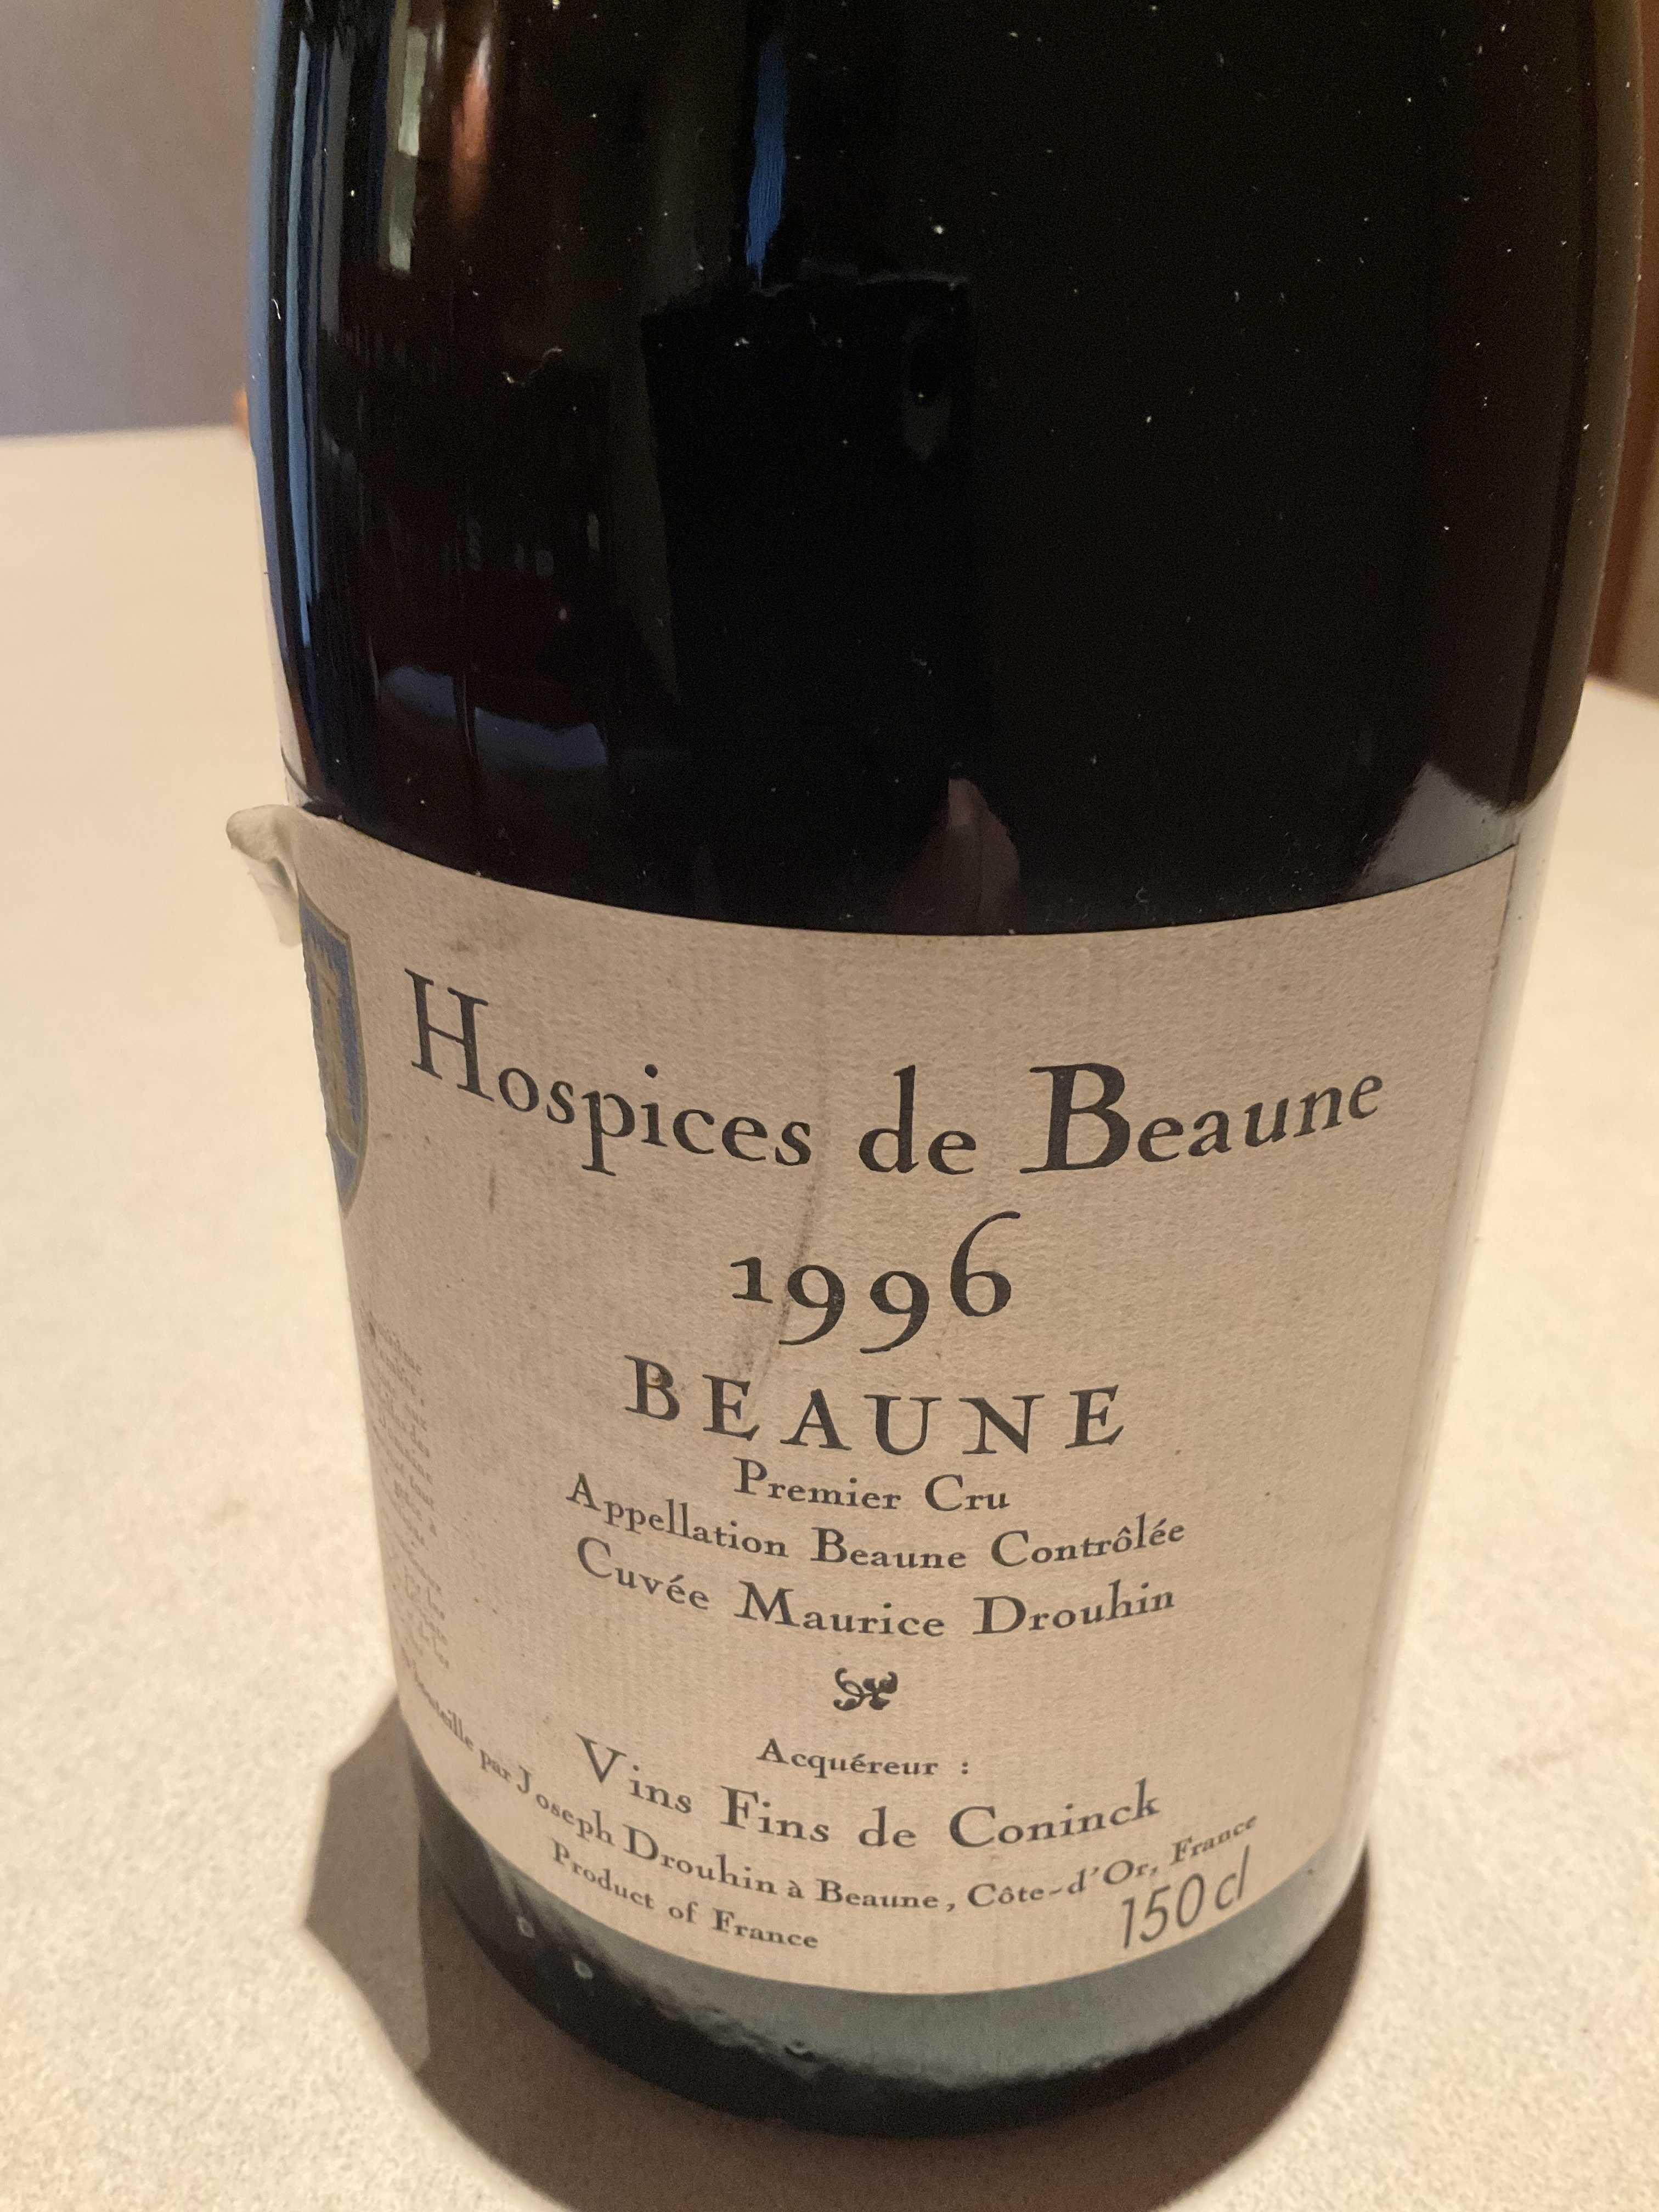 Hospices de Beaune
1996
BEAUNE
Premier Cru
Appellation Beaune Contrôlée
Cuvée Maurice Drouhin
Acquéreur :
Vins Fins de Coninck
par Joseph Drouhin à Beaune, Côte-d'Or, France
Product of France
150 cl